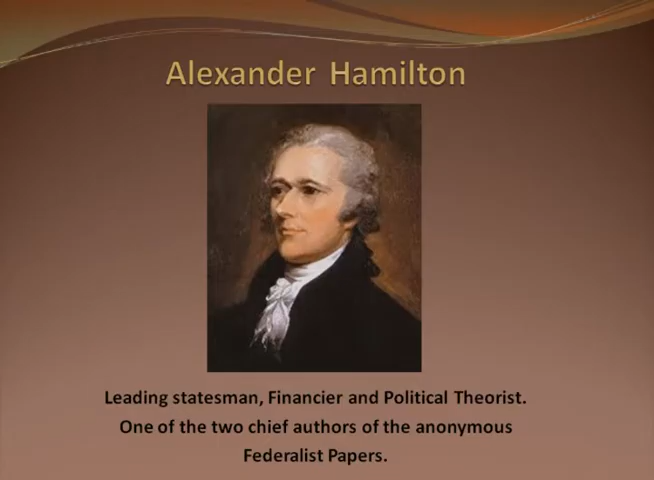 Alexander Hamilton
Leading statesman, Financier and Political Theorist.
One of the two chief authors of the anonymous
Federalist Papers.